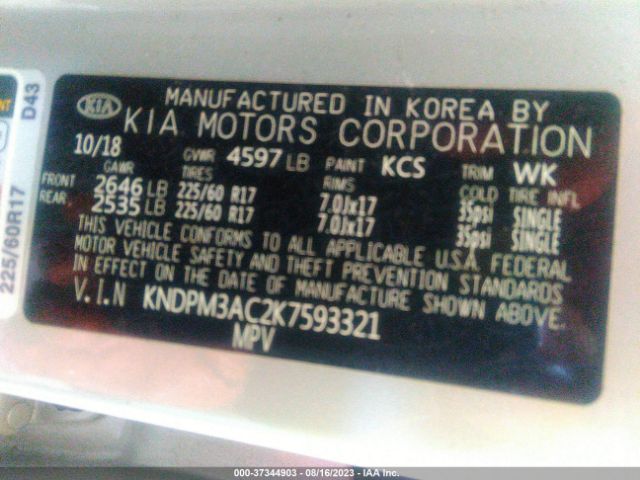 KIA
MANUFACTURED IN KOREA BY
KIA MOTORS CORPORATION
10/18 GVWR 4597 LB PAINT KCS TRIM WK
GAWR TIRES RIMS COLD TIRE INFL
FRONT 2646 LB 225/60 R17 7.0Jx17 35psi SINGLE
REAR 2535 LB 225/60 R17 7.0Jx17 35psi SINGLE
THIS VEHICLE CONFORMS TO ALL APPLICABLE U.S.A. FEDERAL
MOTOR VEHICLE SAFETY AND THEFT PREVENTION STANDARDS
IN EFFECT ON THE DATE OF MANUFACTURE SHOWN ABOVE.
V.I.N KNDPM3AC2K7593321
MPV
D43
225/60R17
000-37344903 - 08/16/2023 - IAA Inc.